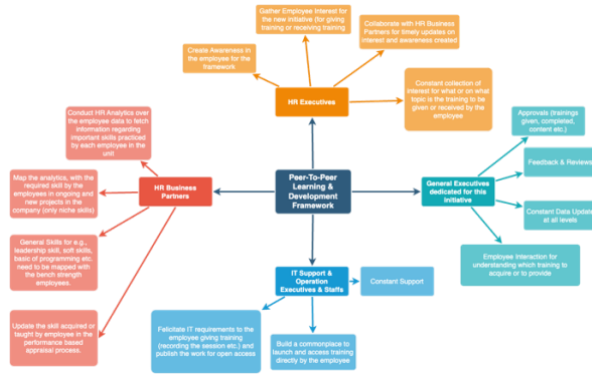 Gather Employee Interest for
the new initiative (for giving
training or receiving training
Collaborate with HR Business
Partners for timely updates on
interest and awareness created
Create Awareness in
the employee for the
framework
HR Executives
Constant collection of
interest for what or on what
topic is the training to be
given or received by the
employee
Conduct HR Analytics over
the employee data to fetch
information regarding
important skills practiced
by each employee in the
unit
Approvals (trainings
given, completed,
content etc.)
Feedback & Reviews
Map the analytics, with the
required skill by the
employees in ongoing and
new projects in the
company (only niche skills)
HR Business
Partners
Peer-To-Peer
Learning &
Development
Framework
General Executives
dedicated for this
Initiative
Constant Data Update
at all levels
General Skills for e.g.,
leadership skill, soft skills,
basic of programming etc.
need to be mapped with
the bench strength
employees.
Employee Interaction for
understanding which training to
acquire or to provide
IT Support &
Operation
Executives & Staffs
Constant Support
Update the skill acquired or
taught by employee in the
performance based
appraisal process.
Felicitate IT requirements to the
employee giving training
(recording the session etc.) and
publish the work for open access
Build a commonplace to
launch and access training
directly by the employee